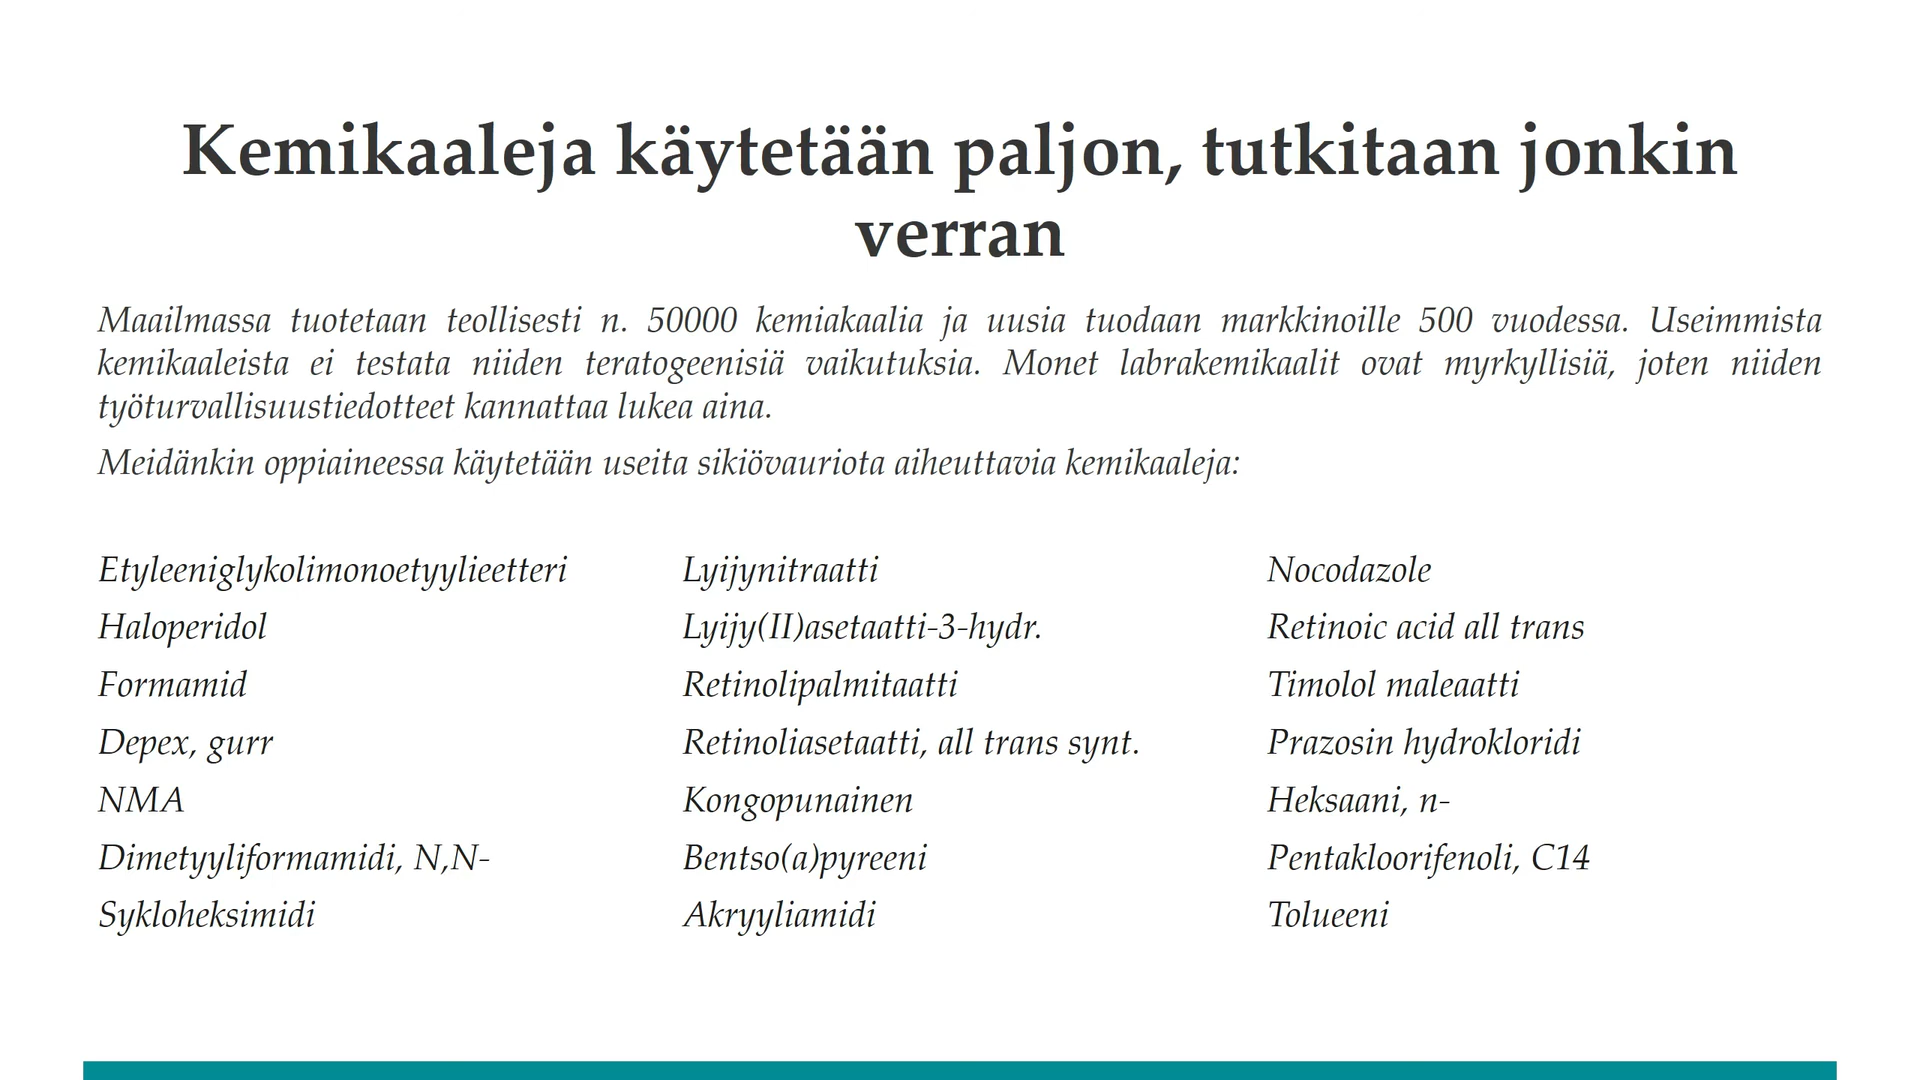 Kemikaaleja käytetään paljon, tutkitaan jonkin
verran
Maailmassa tuotetaan teollisesti n. 50000 kemiakaalia ja uusia tuodaan markkinoille 500 vuodessa. Useimmista
kemikaaleista ei testata niiden teratogeenisiä vaikutuksia. Monet labrakemikaalit ovat myrkyllisiä, joten niiden
työturvallisuustiedotteet kannattaa lukea aina.
Meidänkin oppiaineessa käytetään useita sikiövauriota aiheuttavia kemikaaleja:
Etyleeniglykolimonoetyylieetteri
Haloperidol
Formamid
Depex, gurr
NMA
Dimetyyliformamidi, N,N-
Sykloheksimidi
Lyijynitraatti
Lyijy(II)asetaatti-3-hydr.
Retinolipalmitaatti
Retinoliasetaatti, all trans synt.
Kongopunainen
Bentso(a)pyreeni
Akryyliamidi
Nocodazole
Retinoic acid all trans
Timolol maleaatti
Prazosin hydrokloridi
Heksaani, n-
Pentakloorifenoli, C14
Tolueeni